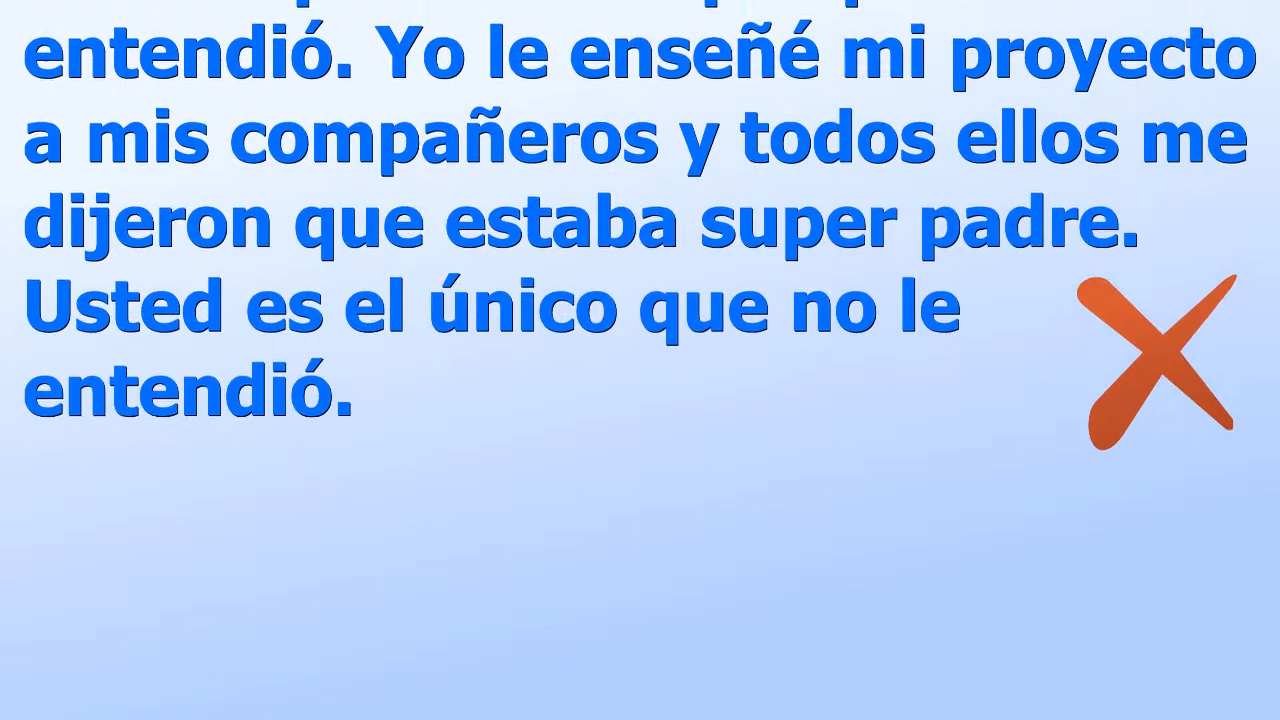 entendió. Yo le enseñé mi proyecto
a mis compañeros y todos ellos me
dijeron que estaba super padre.
Usted es el único que no le
entendió.